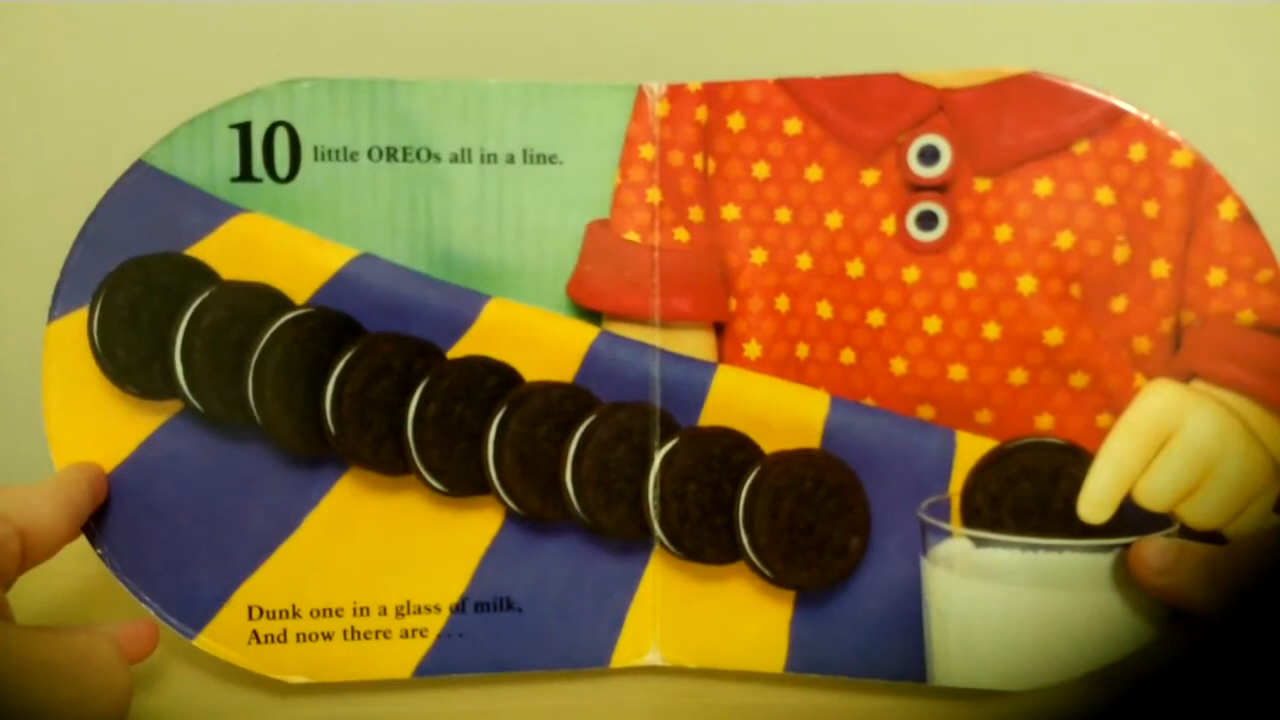 10 little OREOs all in a line.
Dunk one in a glass of milk,
And now there are ...